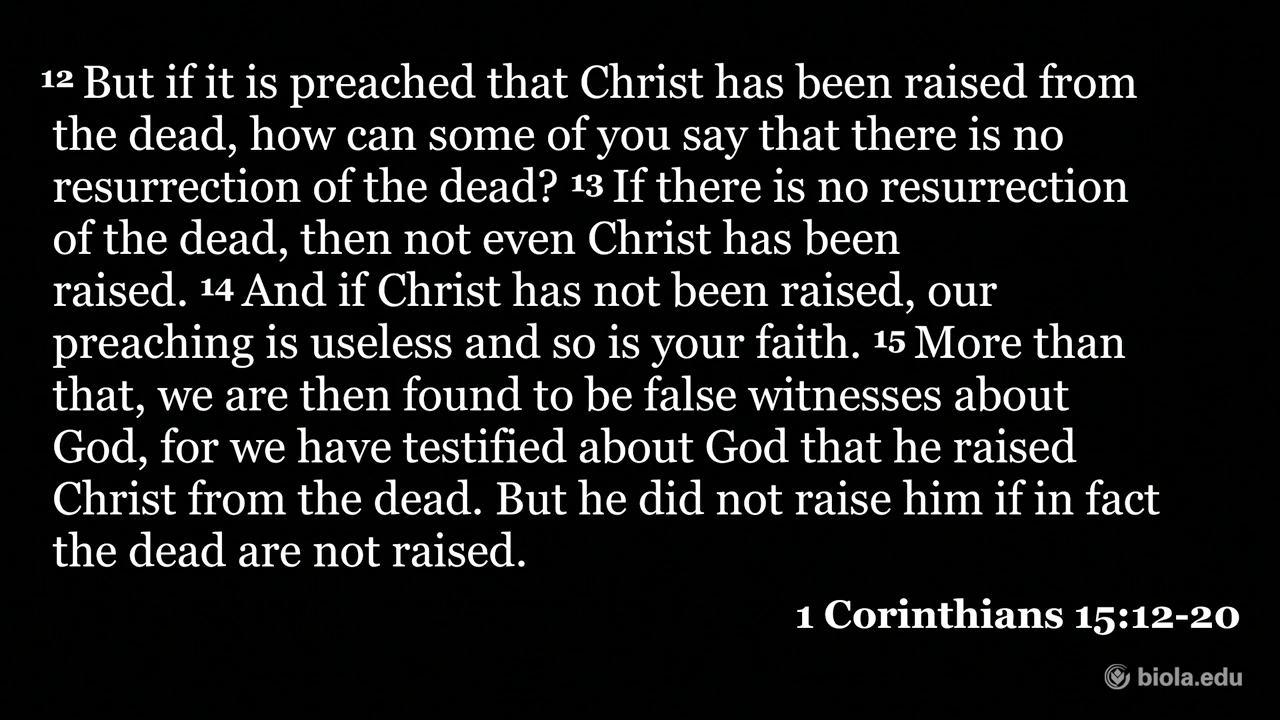 12 But if it is preached that Christ has been raised from
the dead, how can some of you say that there is no
resurrection of the dead? 13 If there is no resurrection
of the dead, then not even Christ has been
raised. 14 And if Christ has not been raised, our
preaching is useless and so is your faith. 15 More than
that, we are then found to be false witnesses about
God, for we have testified about God that he raised
Christ from the dead. But he did not raise him if in fact
the dead are not raised.
1 Corinthians 15:12-20
biola.edu